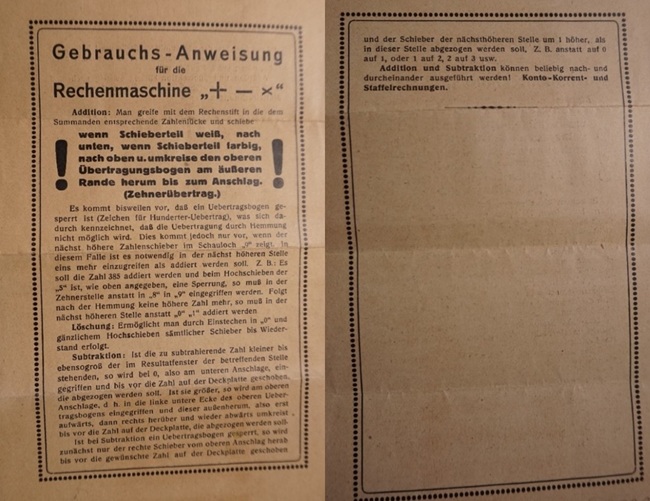 Gebrauchs-Anweisung
für die
Rechenmaschine „+ − ×“
Addition: Man greife mit dem Rechenstift in die dem
Summanden entsprechende Zahlenlücke und schiebe
wenn Schieberteil weiß, nach
unten, wenn Schieberteil farbig,
nach oben u. umkreise den oberen
Übertragungsbogen am äußeren
Rande herum bis zum Anschlag.
(Zehnerübertrag.)
! !
Es kommt bisweilen vor, daß ein Uebertragsbogen ge-
sperrt ist (Zeichen für Hunderter-Uebertrag), was sich da-
durch kennzeichnet, daß die Uebertragung durch Hemmung
nicht möglich wird. Dies kommt jedoch nur vor, wenn der
nächst höhere Zahlenschieber im Schauloch „9“ zeigt, in
diesem Falle ist es notwendig in der nächst höheren Stelle
eins mehr einzugreifen als addiert werden soll. Z. B.: Es
soll die Zahl 385 addiert werden und beim Hochschieben der
„5“ ist, wie oben angegeben, eine Sperrung, so muß in der
Zehnerstelle anstatt in „8“ in „9“ eingegriffen werden. Folgt
nach der Hemmung keine höhere Zahl mehr, so muß in der
nächst höheren Stelle anstatt „0“ „1“ addiert werden
Löschung: Ermöglicht man durch Einstechen in „0“ und
gänzlichem Hochschieben sämtlicher Schieber bis Wieder-
stand erfolgt.
Subtraktion: Ist die zu subtrahierende Zahl kleiner bis
ebensogroß der im Resultatfenster der betreffenden Stelle
einstehenden, so wird bei 0, also am unteren Anschlage, ein-
gegriffen und bis vor die Zahl auf der Deckplatte geschoben,
die abgezogen werden soll. Ist sie größer, so wird am oberen
Anschlage, d. h. in die linke untere Ecke des oberen Ueber-
tragsbogens eingegriffen und dieser außenherum, also erst
aufwärts, dann rechts herüber und wieder abwärts umkreist
bis vor die Zahl auf der Deckplatte, die abgezogen werden soll.
Ist bei Subtraktion ein Uebertragsbogen gesperrt, so wird
zunächst nur der rechte Schieber vom oberen Anschlag herab
bis vor die gewünschte Zahl auf der Deckplatte geschoben
und der Schieber der nächsthöheren Stelle um 1 höher, als
in dieser Stelle abgezogen werden soll, Z. B. anstatt auf 0
auf 1, oder 1 auf 2, 2 auf 3 usw.
Addition und Subtraktion können beliebig nach- und
durcheinander ausgeführt werden! Konto-Korrent- und
Staffelrechnungen.